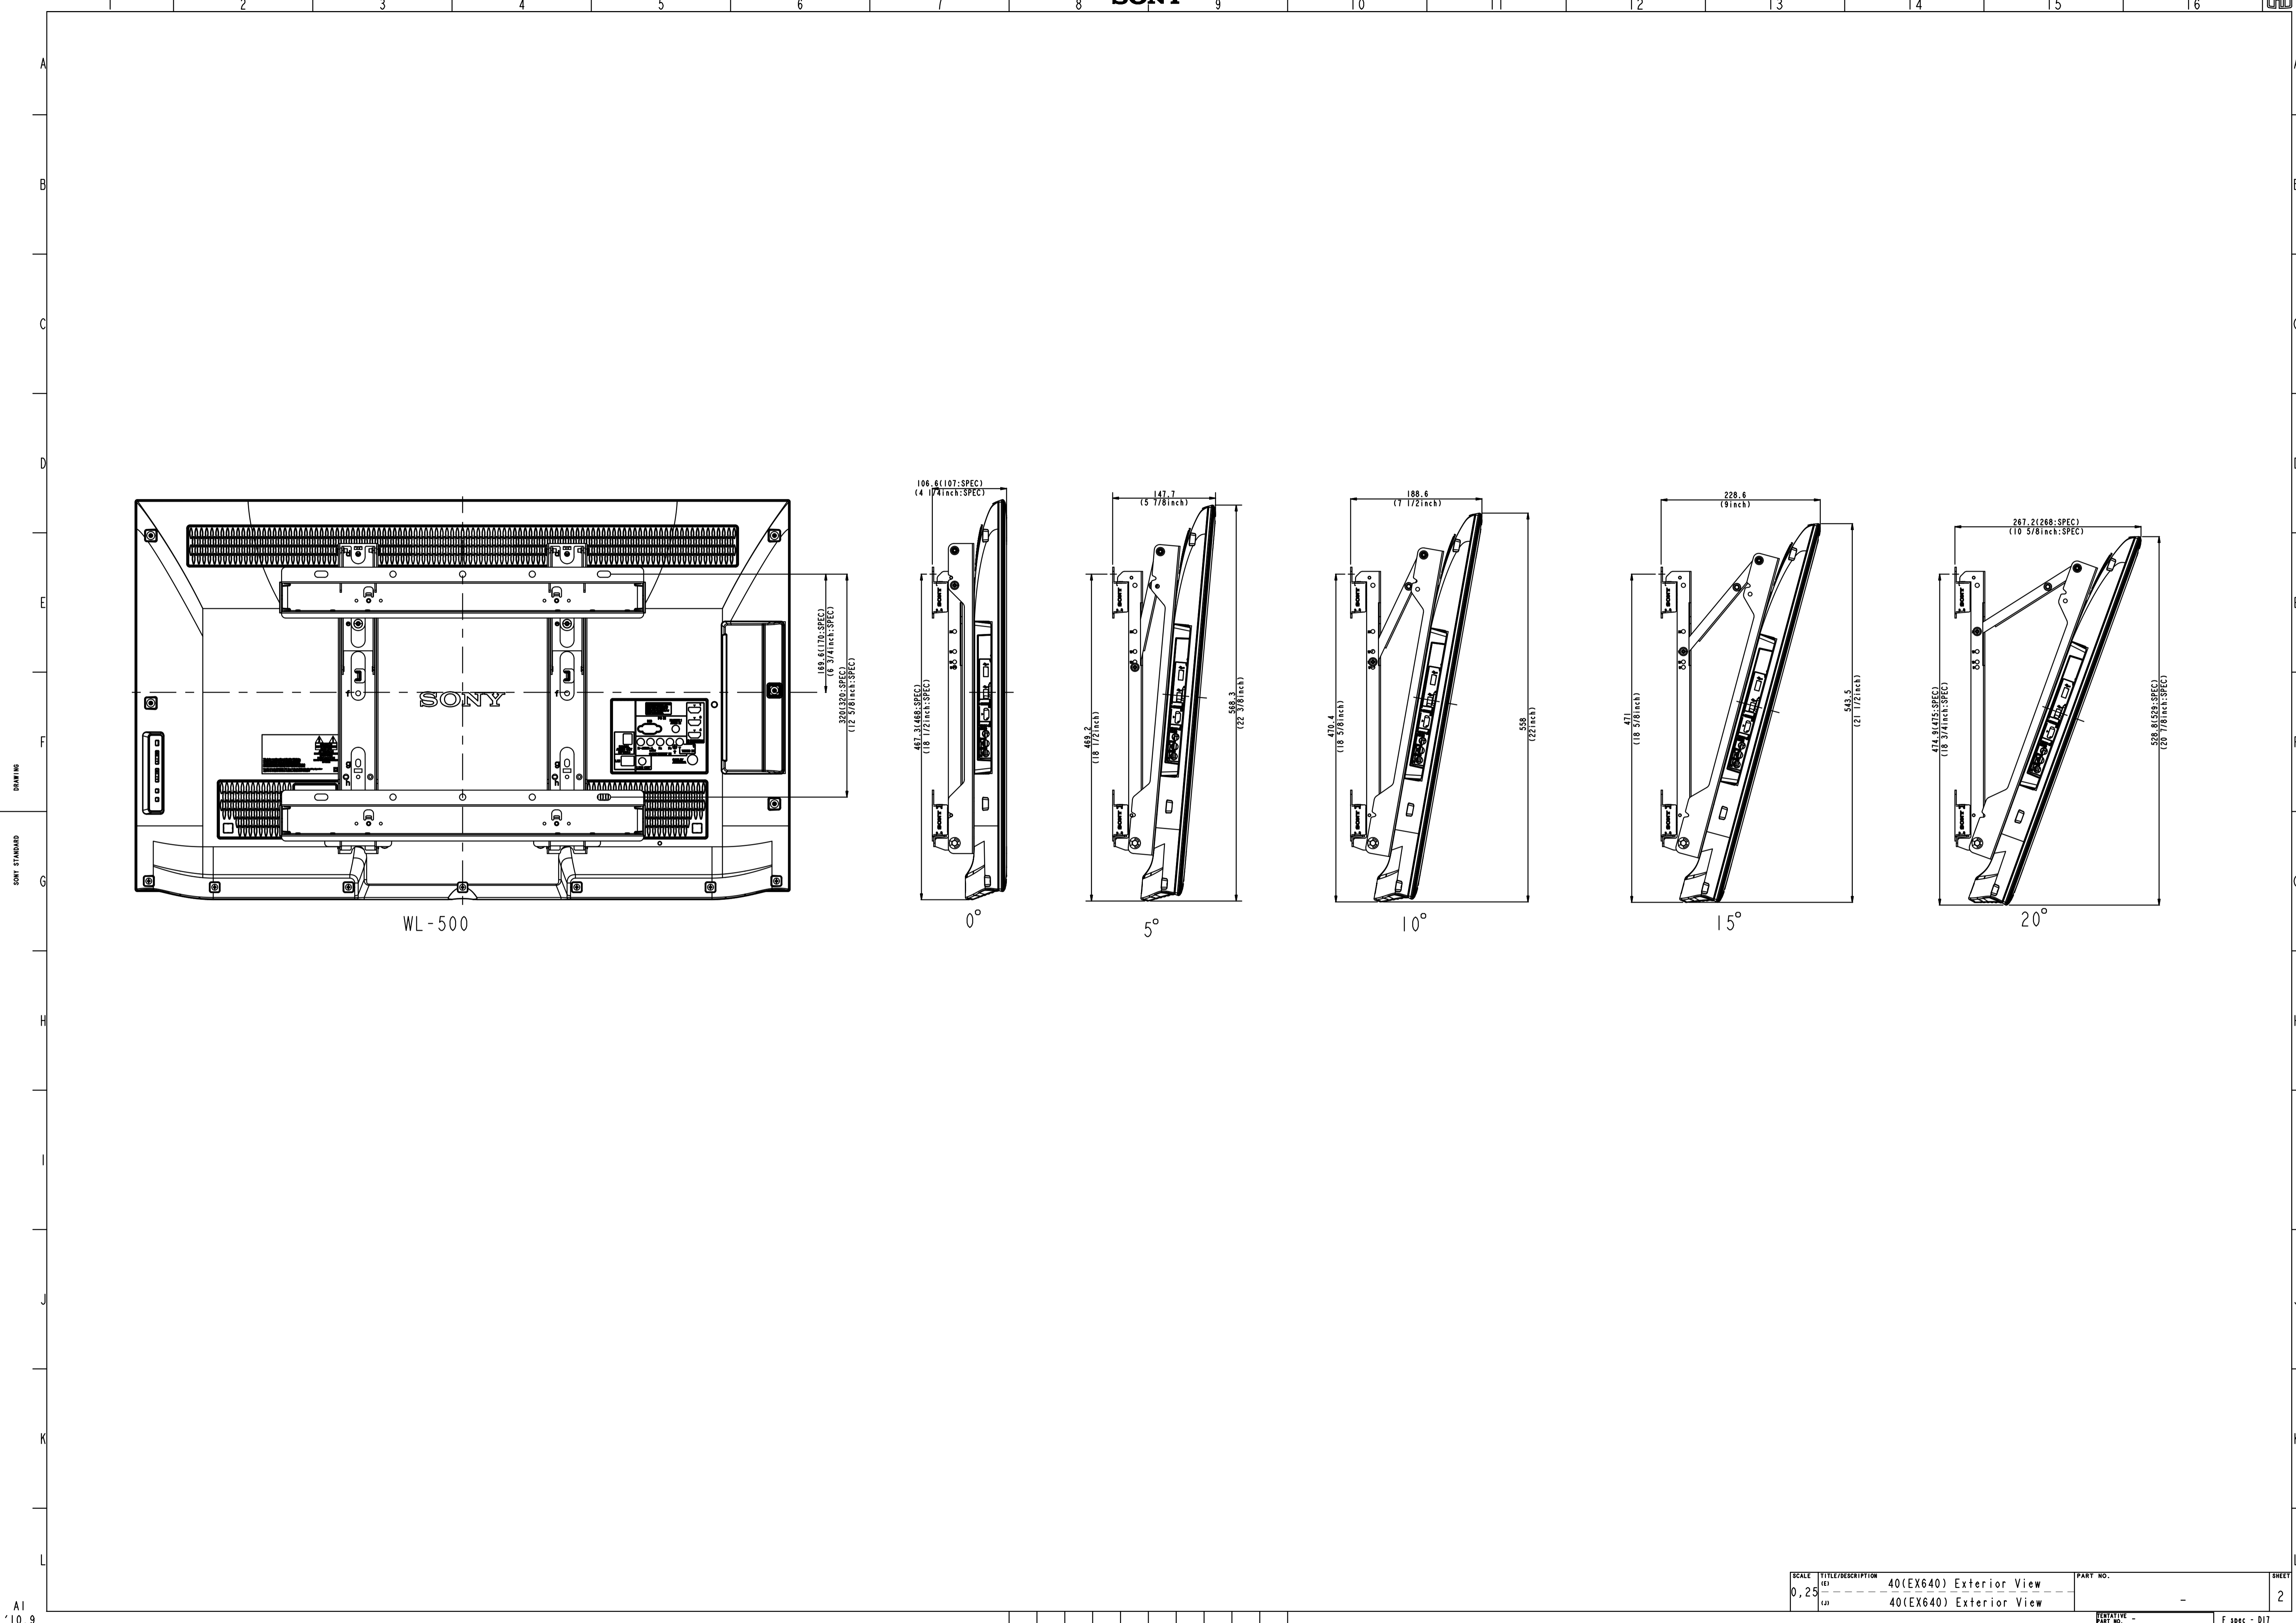 2 3 4 5 6 7 8 SONY 9 10 11 12 13 14 15 16
A
B
C
D
E
F
G
H
I
J
K
L
DRAWING
SONY STANDARD
A1
'10.9
SONY
WL-500
169.6(170:SPEC)
(6 3/4inch:SPEC)
320(320:SPEC)
(12 5/8inch:SPEC)
106.6(107:SPEC)
(4 1/4inch:SPEC)
467.3(468:SPEC)
(18 1/2inch:SPEC)
0°
147.7
(5 7/8inch)
469.2
(18 1/2inch)
568.3
(22 3/8inch)
5°
188.6
(7 1/2inch)
470.4
(18 5/8inch)
558
(22inch)
10°
228.6
(9inch)
471
(18 5/8inch)
543.5
(21 1/2inch)
15°
267.2(268:SPEC)
(10 5/8inch:SPEC)
474.9(475:SPEC)
(18 3/4inch:SPEC)
528.8(529:SPEC)
(20 7/8inch:SPEC)
20°
SCALE
0,25
TITLE/DESCRIPTION
(E) 40(EX640) Exterior View
(J) 40(EX640) Exterior View
PART NO.
-
SHEET
2
TENTATIVE PART NO. -
F spec - D17